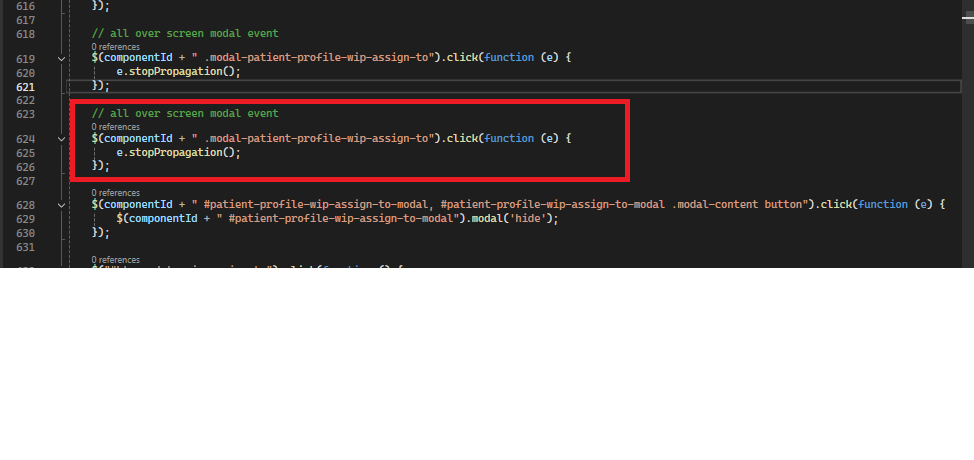 616 });
617
618 // all over screen modal event
0 references
619 $(componentId + " .modal-patient-profile-wip-assign-to").click(function (e) {
620 e.stopPropagation();
621 });
622
623 // all over screen modal event
0 references
624 $(componentId + " .modal-patient-profile-wip-assign-to").click(function (e) {
625 e.stopPropagation();
626 });
627
0 references
628 $(componentId + " #patient-profile-wip-assign-to-modal, #patient-profile-wip-assign-to-modal .modal-content button").click(function (e) {
629 $(componentId + " #patient-profile-wip-assign-to-modal").modal('hide');
630 });
631
0 references